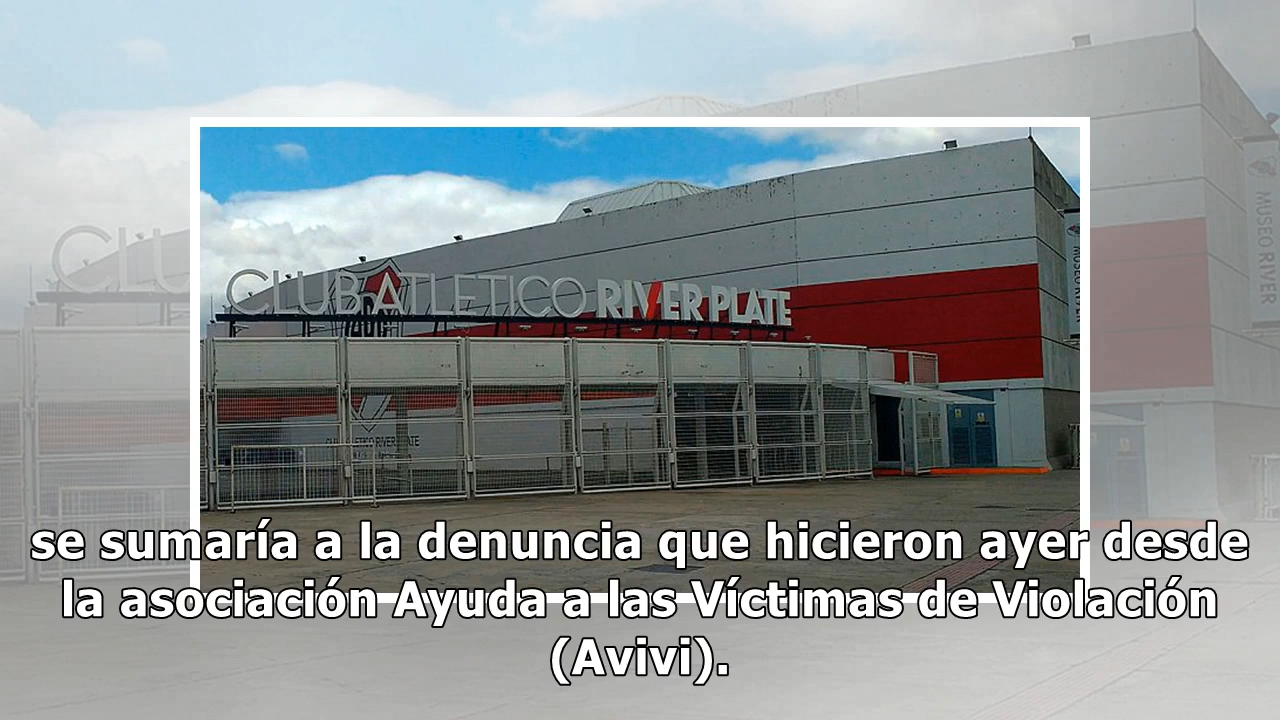 CLUB ATLETICO RIVER PLATE
MUSEO RIVER
se sumaría a la denuncia que hicieron ayer desde
la asociación Ayuda a las Víctimas de Violación
(Avivi).